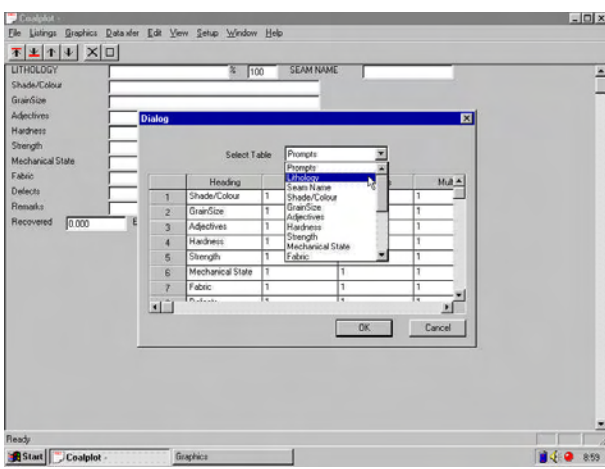 Coalplot -
File Listings Graphics Data xfer Edit View Setup Window Help
LITHOLOGY % 100 SEAM NAME
Shade/Colour
GrainSize
Adjectives
Hardness
Strength
Mechanical State
Fabric
Defects
Remarks
Recovered 0.000 E
Dialog
Select Table Prompts
Prompts
Lithology
Seam Name
Shade/Colour
GrainSize
Adjectives
Hardness
Strength
Mechanical State
Fabric
Heading Mult
1 Shade/Colour 1 1
2 GrainSize 1 1
3 Adjectives 1 1
4 Hardness 1 1
5 Strength 1 1
6 Mechanical State 1 1 1
7 Fabric 1 1 1
OK Cancel
Ready
Start Coalplot - Graphics 8:59